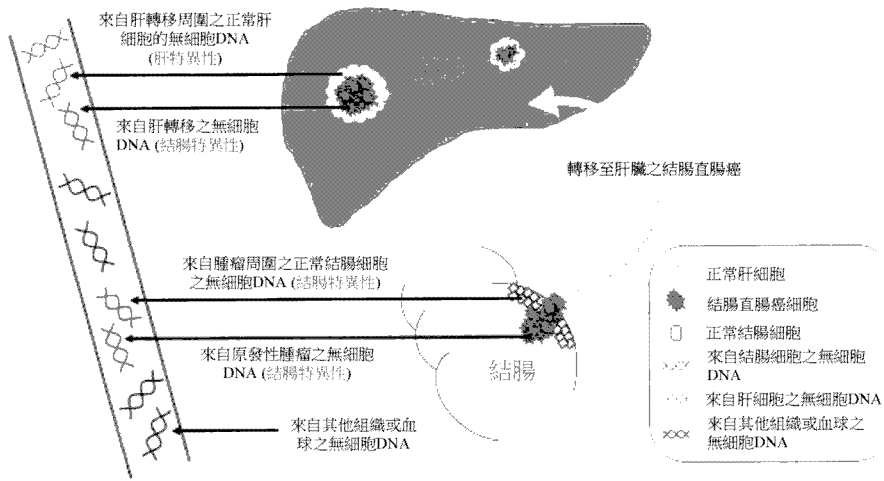 來自肝轉移周圍之正常肝
細胞的無細胞DNA
(肝特異性)
來自肝轉移之無細胞
DNA (結腸特異性)
轉移至肝臟之結腸直腸癌
來自腫瘤周圍之正常結腸細胞
之無細胞DNA (結腸特異性)
來自原發性腫瘤之無細胞
DNA (結腸特異性)
結腸
來自其他組織或血
球之無細胞DNA
正常肝細胞
結腸直腸癌細胞
正常結腸細胞
來自結腸細胞之無細胞
DNA
來自肝細胞之無細胞DNA
來自其他組織或血球之
無細胞DNA